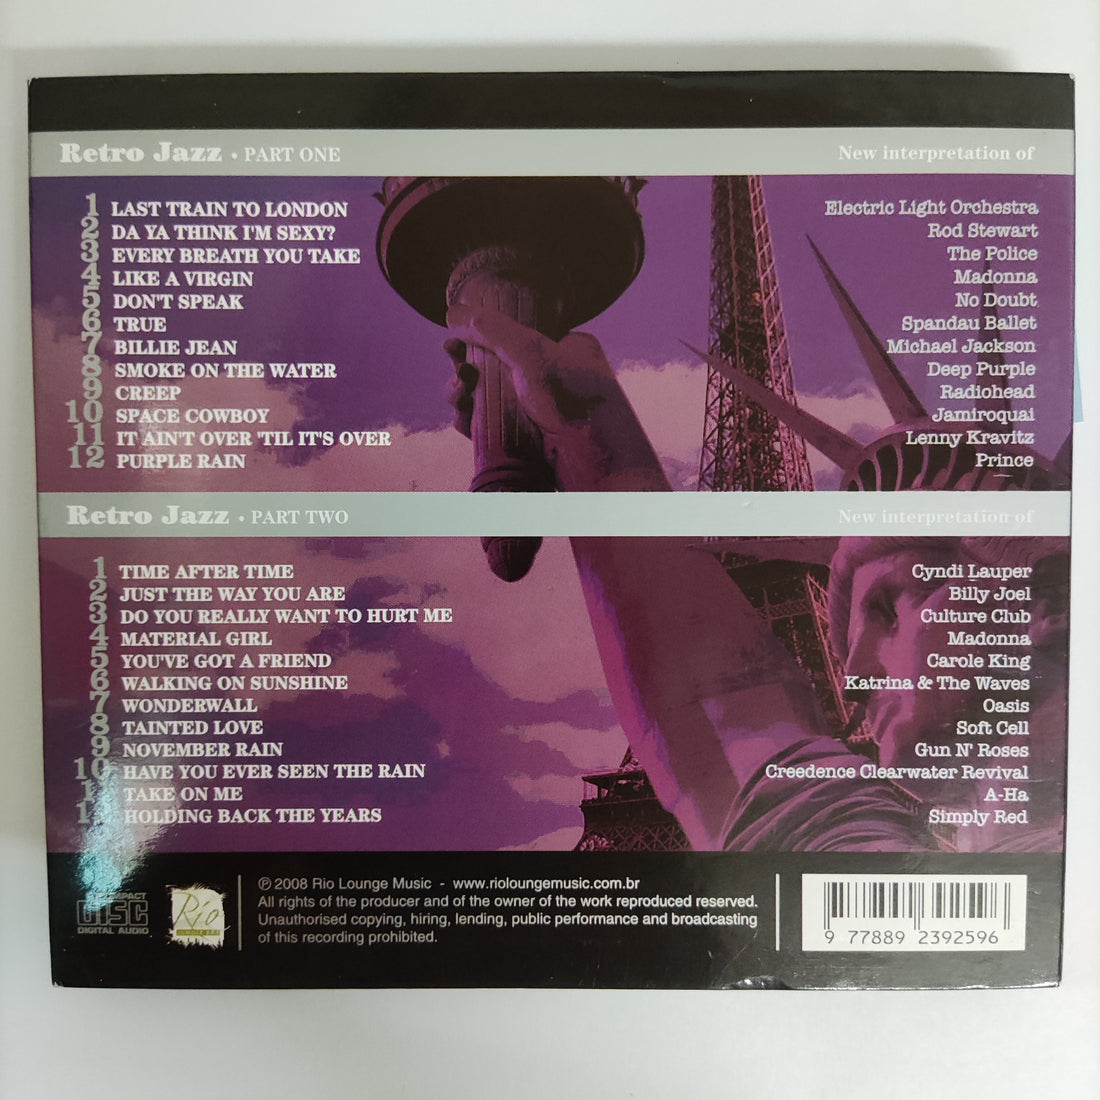 Retro Jazz • PART ONE New interpretation of
1 LAST TRAIN TO LONDON Electric Light Orchestra
2 DA YA THINK I'M SEXY? Rod Stewart
3 EVERY BREATH YOU TAKE The Police
4 LIKE A VIRGIN Madonna
5 DON'T SPEAK No Doubt
6 TRUE Spandau Ballet
7 BILLIE JEAN Michael Jackson
8 SMOKE ON THE WATER Deep Purple
9 CREEP Radiohead
10 SPACE COWBOY Jamiroquai
11 IT AIN'T OVER 'TIL IT'S OVER Lenny Kravitz
12 PURPLE RAIN Prince
Retro Jazz • PART TWO New interpretation of
1 TIME AFTER TIME Cyndi Lauper
2 JUST THE WAY YOU ARE Billy Joel
3 DO YOU REALLY WANT TO HURT ME Culture Club
4 MATERIAL GIRL Madonna
5 YOU'VE GOT A FRIEND Carole King
6 WALKING ON SUNSHINE Katrina & The Waves
7 WONDERWALL Oasis
8 TAINTED LOVE Soft Cell
9 NOVEMBER RAIN Gun N' Roses
10 HAVE YOU EVER SEEN THE RAIN Creedence Clearwater Revival
TAKE ON ME A-Ha
HOLDING BACK THE YEARS Simply Red
COMPACT
DISC
DIGITAL AUDIO
Rio
℗ 2008 Rio Lounge Music - www.rioloungemusic.com.br
All rights of the producer and of the owner of the work reproduced reserved.
Unauthorised copying, hiring, lending, public performance and broadcasting
of this recording prohibited.
9 77889 2392596